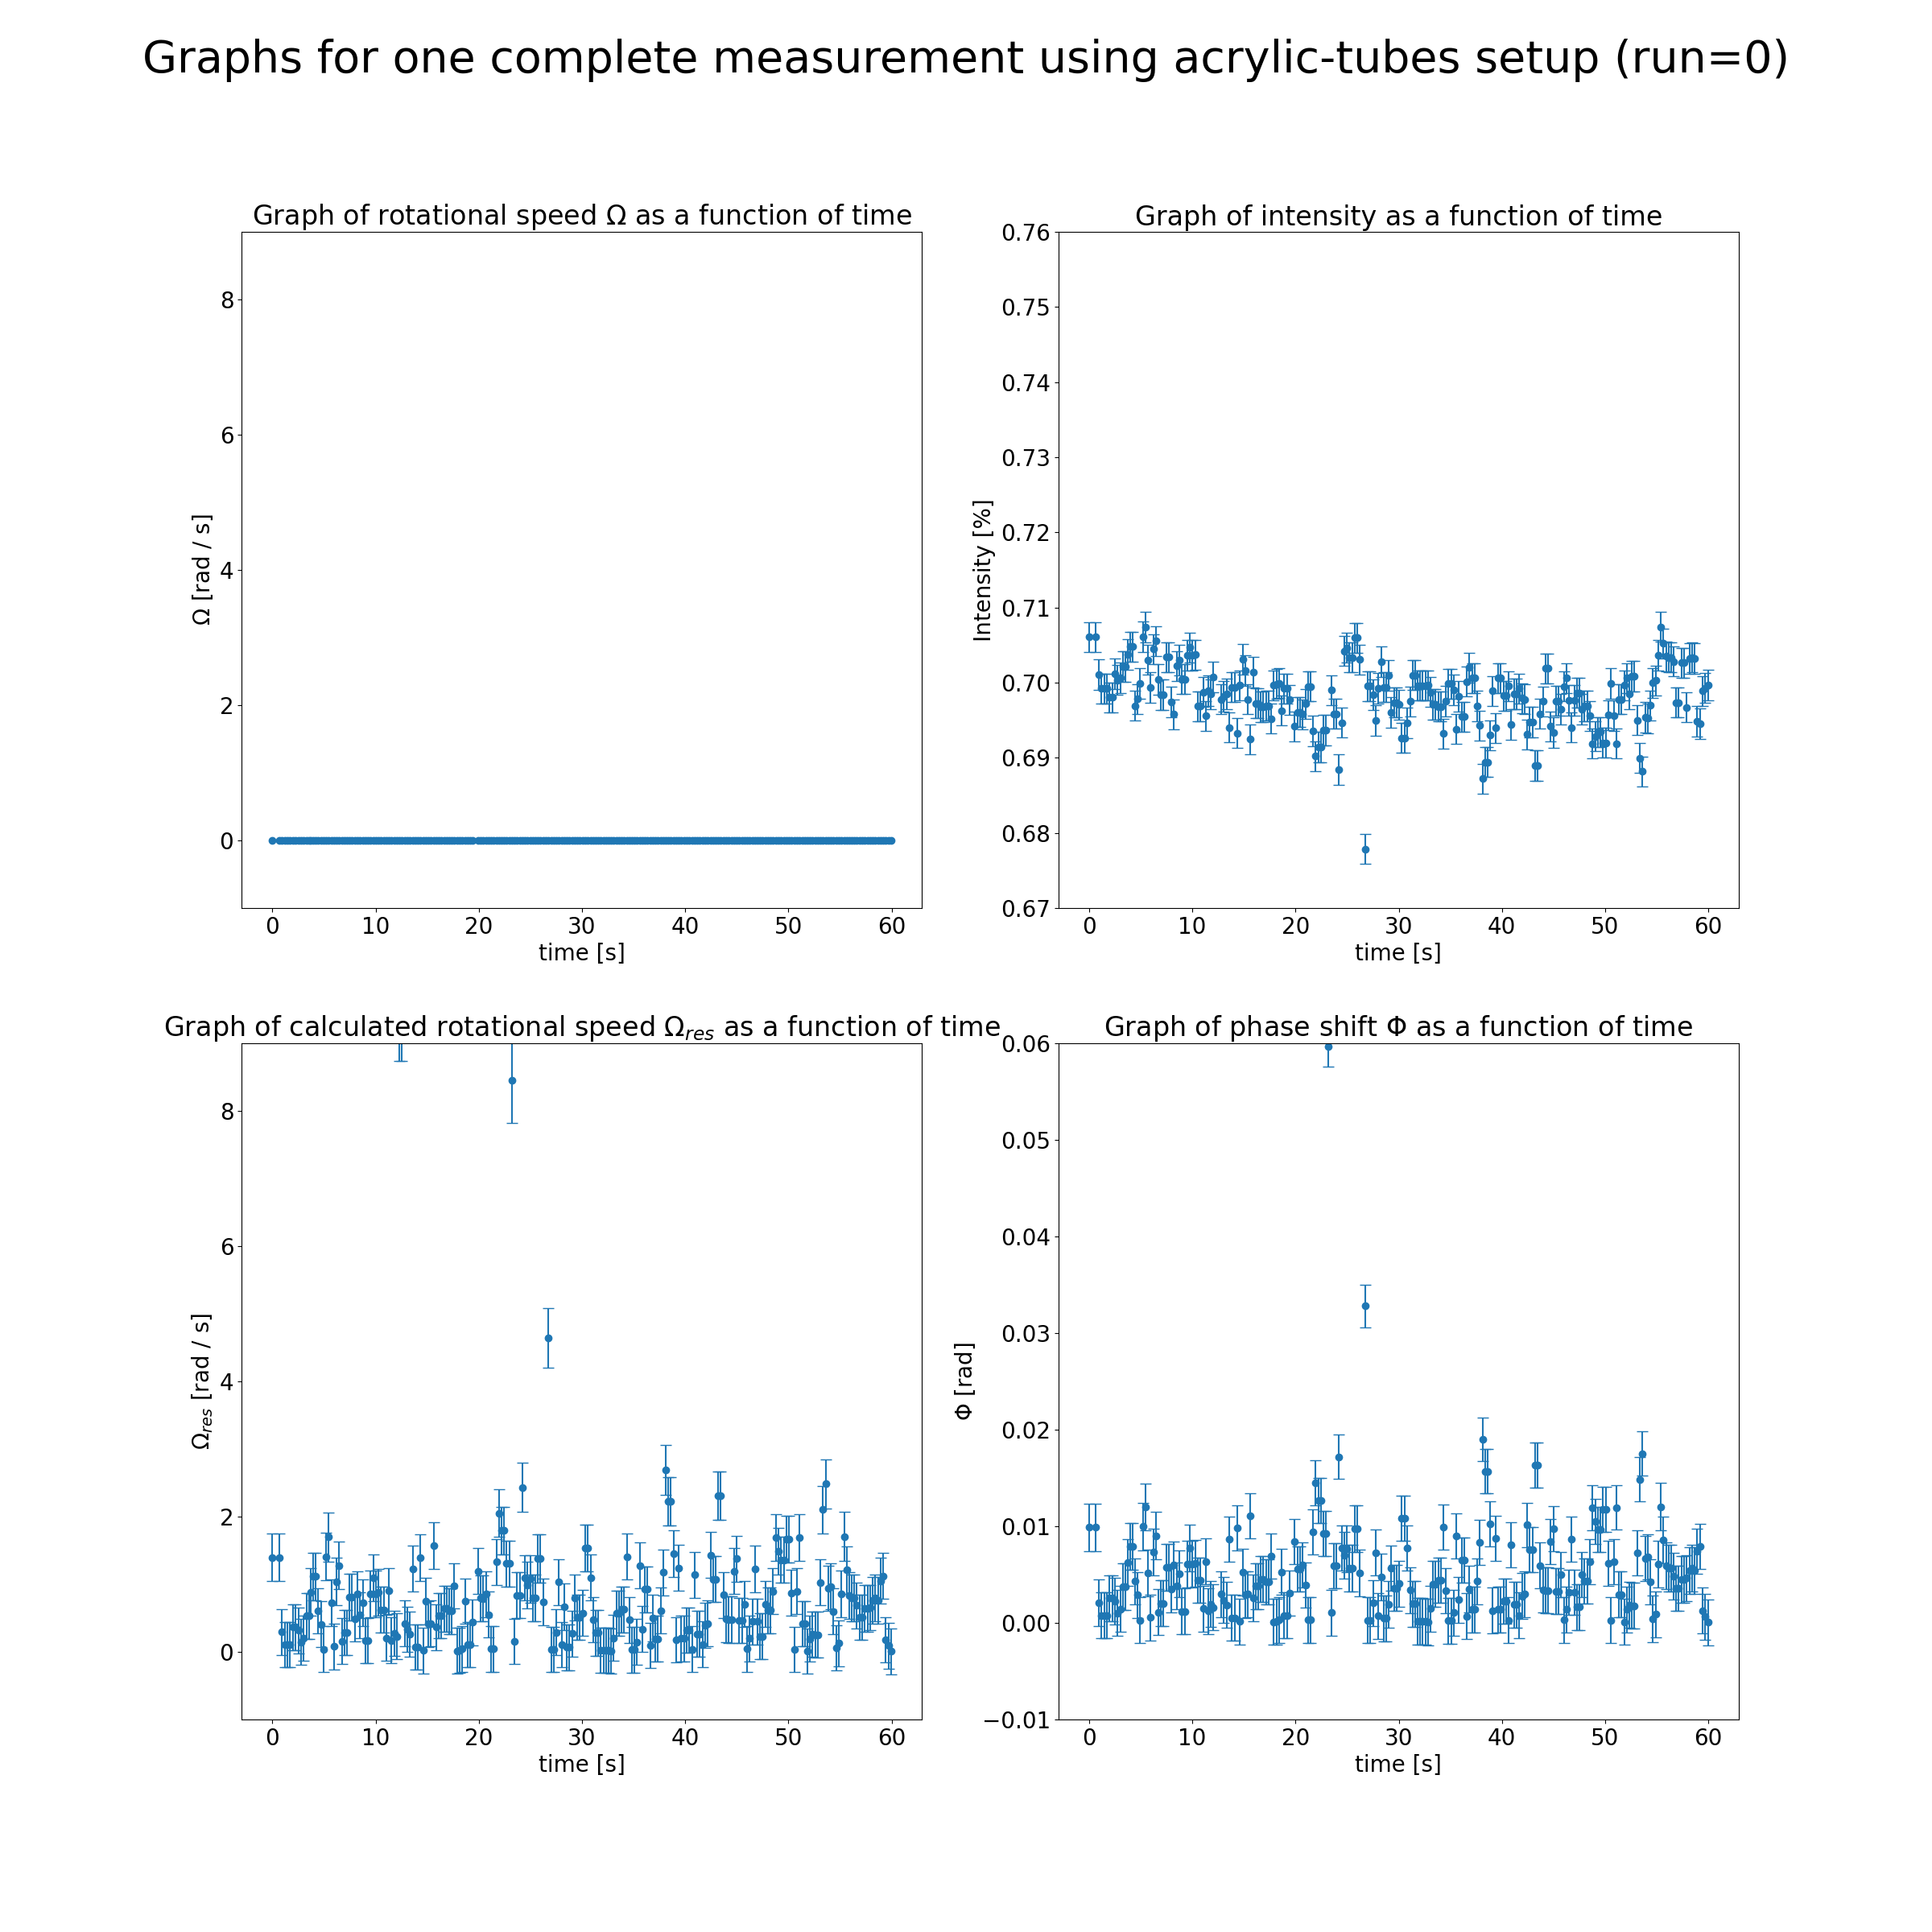 Graphs for one complete measurement using acrylic-tubes setup (run=0)
Graph of rotational speed Ω as a function of time
Ω [rad / s]
8
6
4
2
0
0 10 20 30 40 50 60
time [s]
Graph of intensity as a function of time
Intensity [%]
0.76
0.75
0.74
0.73
0.72
0.71
0.70
0.69
0.68
0.67
0 10 20 30 40 50 60
time [s]
Graph of calculated rotational speed Ωres as a function of time
Ωres [rad / s]
8
6
4
2
0
0 10 20 30 40 50 60
time [s]
Graph of phase shift Φ as a function of time
Φ [rad]
0.06
0.05
0.04
0.03
0.02
0.01
0.00
−0.01
0 10 20 30 40 50 60
time [s]